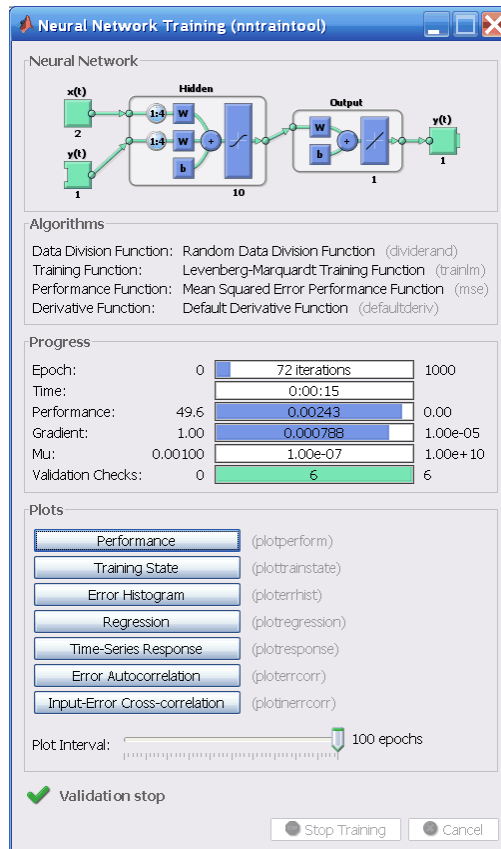 Neural Network Training (nntraintool)
Neural Network
Hidden
Output
x(t)
1:4
W
2
y(t)
1:4
W
b
+
10
1
W
b
+
1
y(t)
1
Algorithms
Data Division Function: Random Data Division Function (dividerand)
Training Function: Levenberg-Marquardt Training Function (trainlm)
Performance Function: Mean Squared Error Performance Function (mse)
Derivative Function: Default Derivative Function (defaultderiv)
Progress
Epoch: 0 72 iterations 1000
Time: 0:00:15
Performance: 49.6 0.00243 0.00
Gradient: 1.00 0.000788 1.00e-05
Mu: 0.00100 1.00e-07 1.00e+10
Validation Checks: 0 6 6
Plots
Performance (plotperform)
Training State (plottrainstate)
Error Histogram (ploterrhist)
Regression (plotregression)
Time-Series Response (plotresponse)
Error Autocorrelation (ploterrcorr)
Input-Error Cross-correlation (plotinerrcorr)
Plot Interval: 100 epochs
Validation stop
Stop Training Cancel